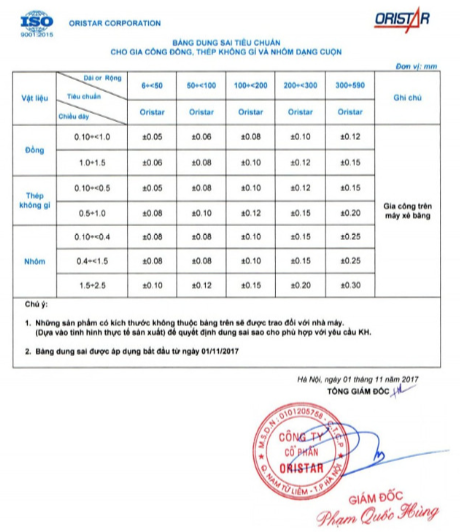 ISO
9001:2015
ORISTAR CORPORATION
ORISTAR
BẢNG DUNG SAI TIÊU CHUẨN
CHO GIA CÔNG ĐỒNG, THÉP KHÔNG GỈ VÀ NHÔM DẠNG CUỘN
Đơn vị: mm
Vật liệu Dài or Rộng 6÷<50 50÷<100 100÷<200 200÷<300 300÷590 Ghi chú
Tiêu chuẩn Oristar Oristar Oristar Oristar Oristar
Chiều dày
Đồng 0.10÷<1.0 ±0.05 ±0.06 ±0.08 ±0.10 ±0.12
1.0÷1.5 ±0.06 ±0.08 ±0.10 ±0.12 ±0.15
Thép không gỉ 0.10÷<0.5 ±0.05 ±0.08 ±0.10 ±0.12 ±0.15
0.5÷1.0 ±0.08 ±0.10 ±0.12 ±0.15 ±0.20
Gia công trên máy xẻ băng
Nhôm 0.10÷<0.4 ±0.06 ±0.08 ±0.10 ±0.15 ±0.25
0.4÷<1.5 ±0.08 ±0.08 ±0.10 ±0.15 ±0.25
1.5÷2.5 ±0.10 ±0.12 ±0.15 ±0.20 ±0.30
Chú ý:
1. Những sản phẩm có kích thước không thuộc bảng trên sẽ được trao đổi với nhà máy.
(Dựa vào tình hình thực tế sản xuất) để quyết định dung sai sao cho phù hợp với yêu cầu KH.
2. Bảng dung sai được áp dụng bắt đầu từ ngày 01/11/2017
Hà Nội, ngày 01 tháng 11 năm 2017
TỔNG GIÁM ĐỐC
M.S.D.N: 0101205758 - C.T.C.P
CÔNG TY
CỔ PHẦN
ORISTAR
Q. NAM TỪ LIÊM - T.P HÀ NỘI
GIÁM ĐỐC
Phạm Quốc Hùng